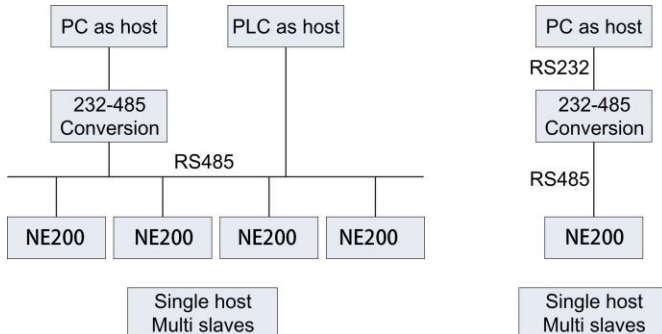 PC as host
PLC as host
232-485
Conversion
RS485
NE200
NE200
NE200
NE200
Single host
Multi slaves
PC as host
RS232
232-485
Conversion
RS485
NE200
Single host
Multi slaves